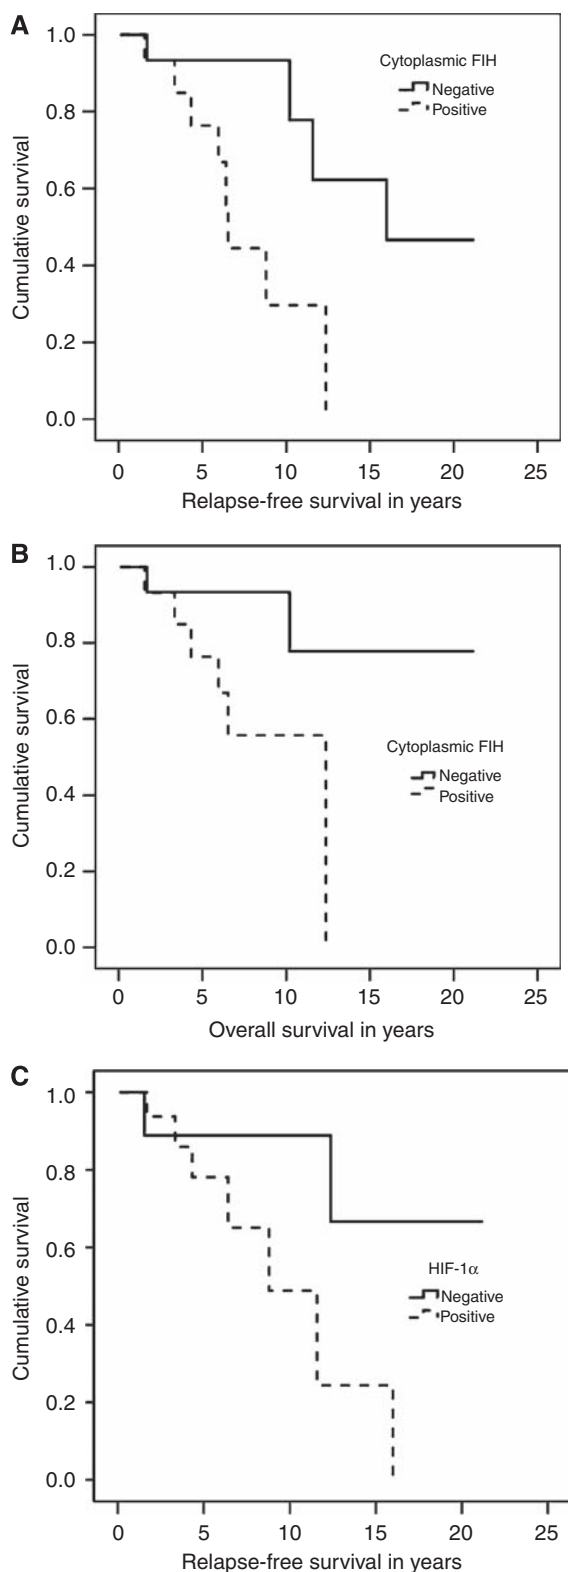 A
Cumulative survival
1.0
0.8
0.6
0.4
0.2
0.0
Cytoplasmic FIH
Negative
Positive
0 5 10 15 20 25
Relapse-free survival in years
B
Cumulative survival
1.0
0.8
0.6
0.4
0.2
0.0
Cytoplasmic FIH
Negative
Positive
0 5 10 15 20 25
Overall survival in years
C
Cumulative survival
1.0
0.8
0.6
0.4
0.2
0.0
HIF-1α
Negative
Positive
0 5 10 15 20 25
Relapse-free survival in years